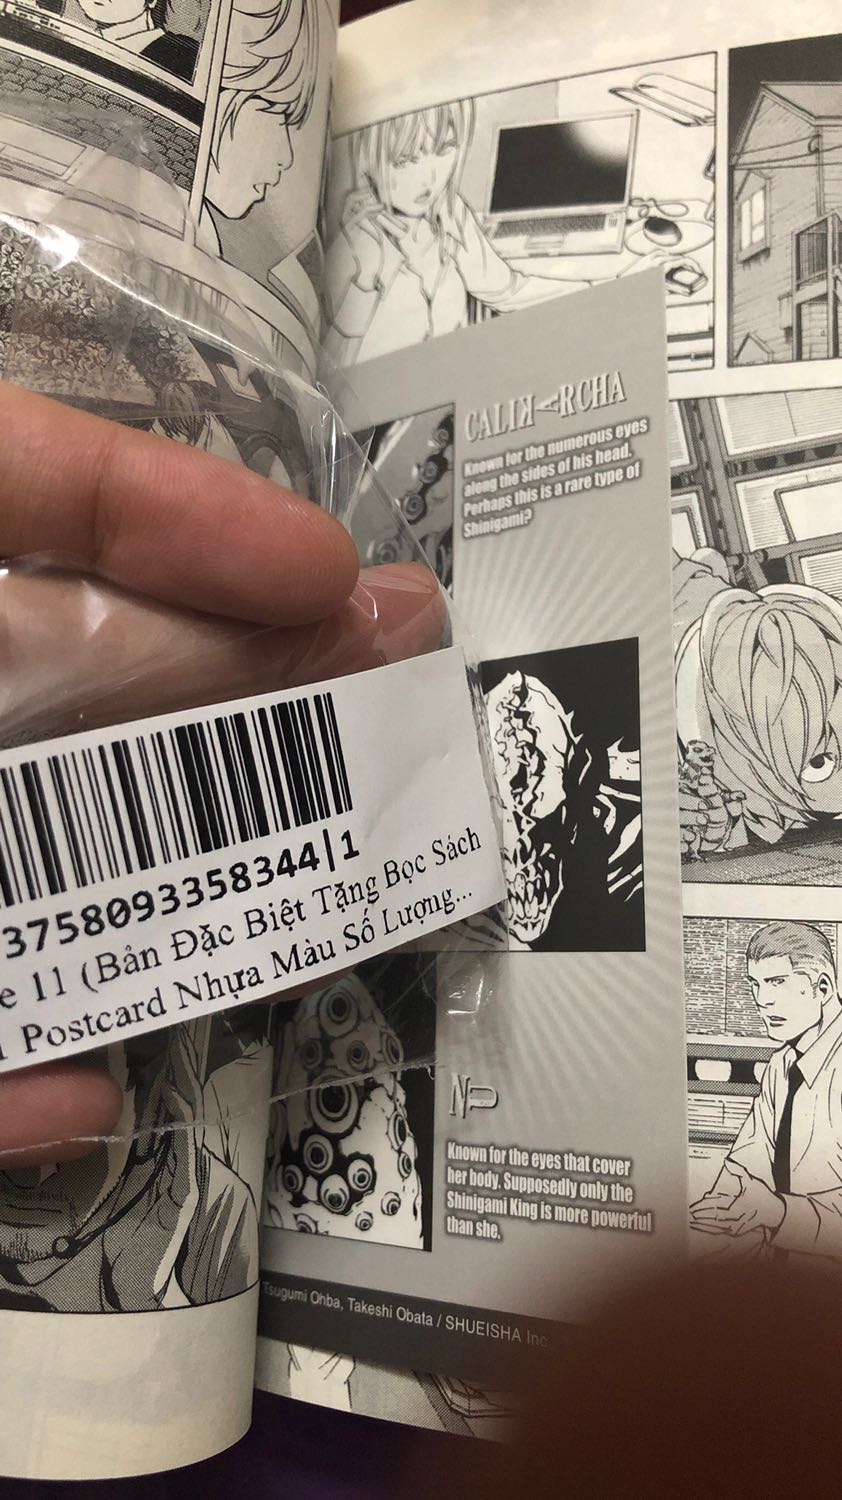 CALIKARCHA
Known for the numerous eyes
along the sides of his head.
Perhaps this is a rare type of
Shinigami?
3758093358344|1
e 11 (Bản Đặc Biệt Tặng Bọc Sách
1 Postcard Nhựa Màu Số Lượng...
NU
Known for the eyes that cover
her body. Supposedly only the
Shinigami King is more powerful
than she.
Tsugumi Ohba, Takeshi Obata / SHUEISHA Inc.